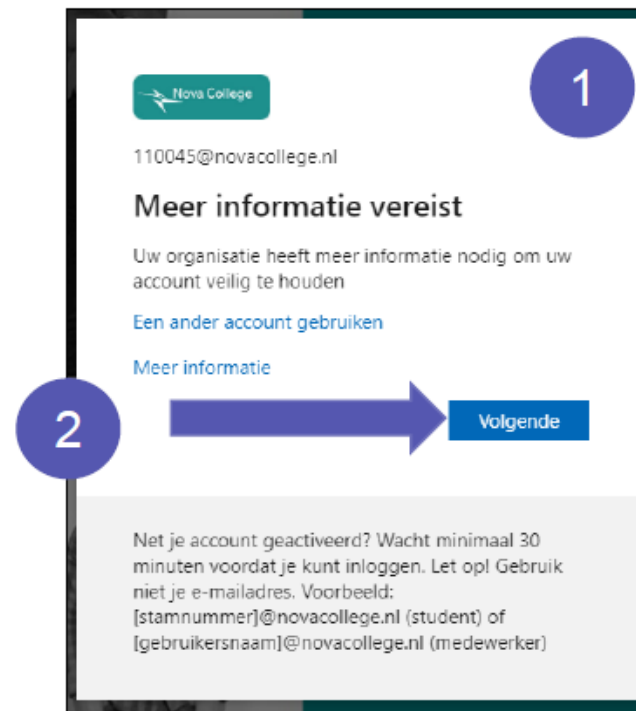 Nova College
1
110045@novacollege.nl
Meer informatie vereist
Uw organisatie heeft meer informatie nodig om uw
account veilig te houden
Een ander account gebruiken
Meer informatie
2
Volgende
Net je account geactiveerd? Wacht minimaal 30
minuten voordat je kunt inloggen. Let op! Gebruik
niet je e-mailadres. Voorbeeld:
[stamnummer]@novacollege.nl (student) of
[gebruikersnaam]@novacollege.nl (medewerker)